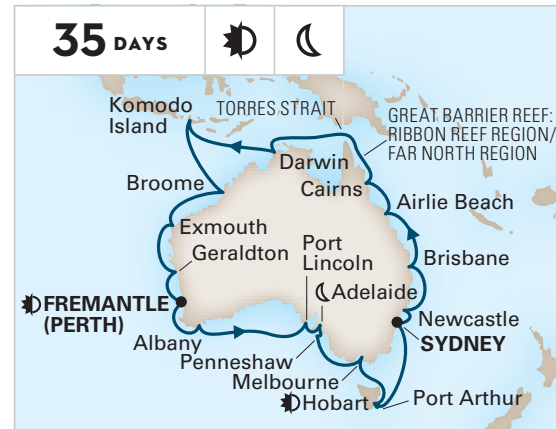 35 DAYS
Komodo
Island
TORRES STRAIT
GREAT BARRIER REEF:
RIBBON REEF REGION/
FAR NORTH REGION
Darwin
Cairns
Broome
Airlie Beach
Exmouth
Geraldton
Port
Lincoln
Brisbane
Adelaide
FREMANTLE
(PERTH)
Newcastle
SYDNEY
Albany
Penneshaw
Melbourne
Hobart
Port Arthur